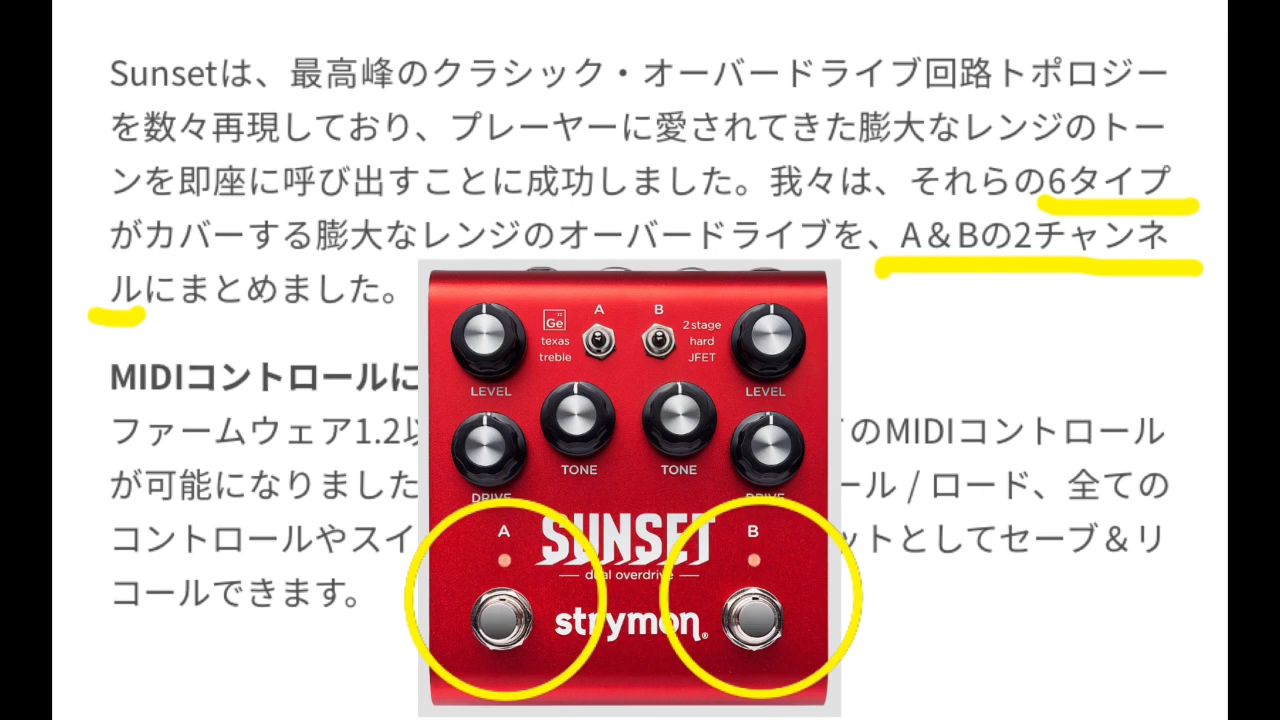 Sunsetは、最高峰のクラシック・オーバードライブ回路トポロジー
を数々再現しており、プレーヤーに愛されてきた膨大なレンジのトー
ンを即座に呼び出すことに成功しました。我々は、それらの6タイプ
がカバーする膨大なレンジのオーバードライブを、A&Bの2チャンネ
ルにまとめました。
MIDIコントロールに
ファームウェア1.2以 のMIDIコントロール
が可能になりました ール / ロード、全ての
コントロールやスイ ットとしてセーブ&リ
コールできます。
A B
32
Ge
texas
treble
2stage
hard
JFET
LEVEL LEVEL
TONE TONE
DRIVE DRIVE
A B
SUNSET
dual overdrive
strymon®